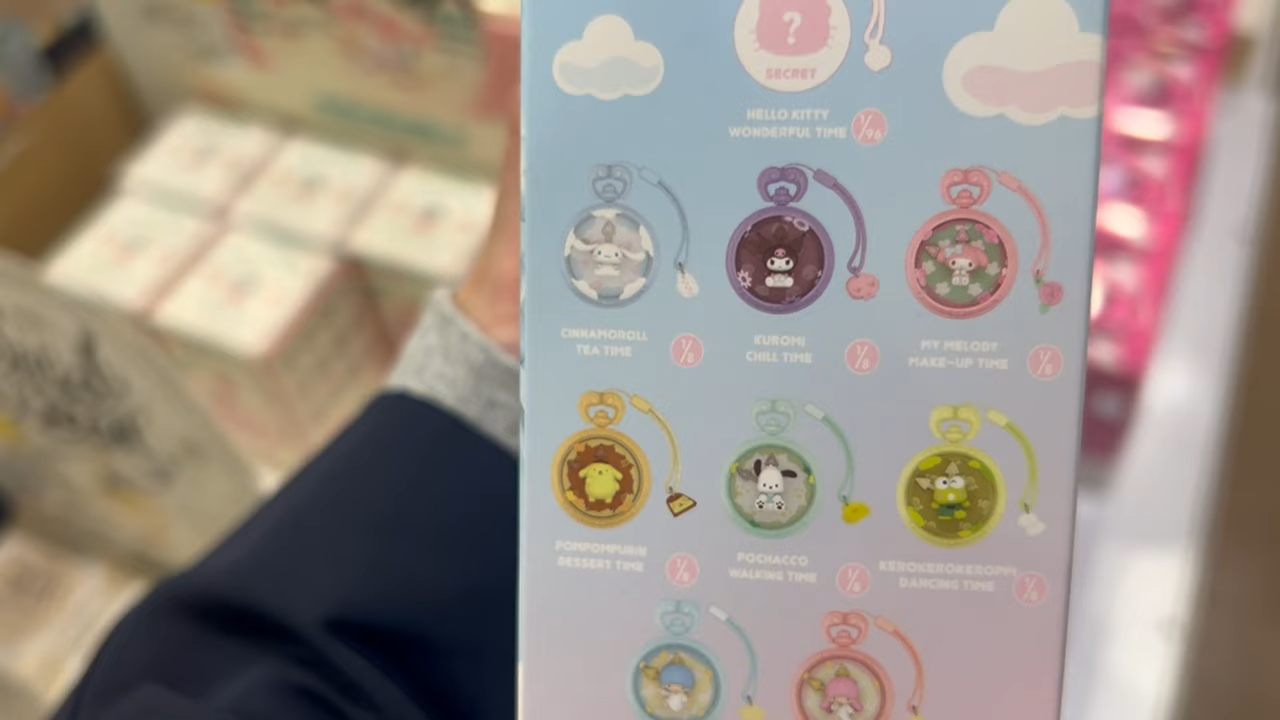 ?
SECRET
HELLO KITTY
WONDERFUL TIME 1/96
CINNAMOROLL
TEA TIME 1/8
KUROMI
CHILL TIME 1/8
MY MELODY
MAKE-UP TIME 1/8
POMPOMPURIN
DESSERT TIME 1/8
POCHACCO
WALKING TIME 1/8
KEROKEROKEROPPI
DANCING TIME 1/8